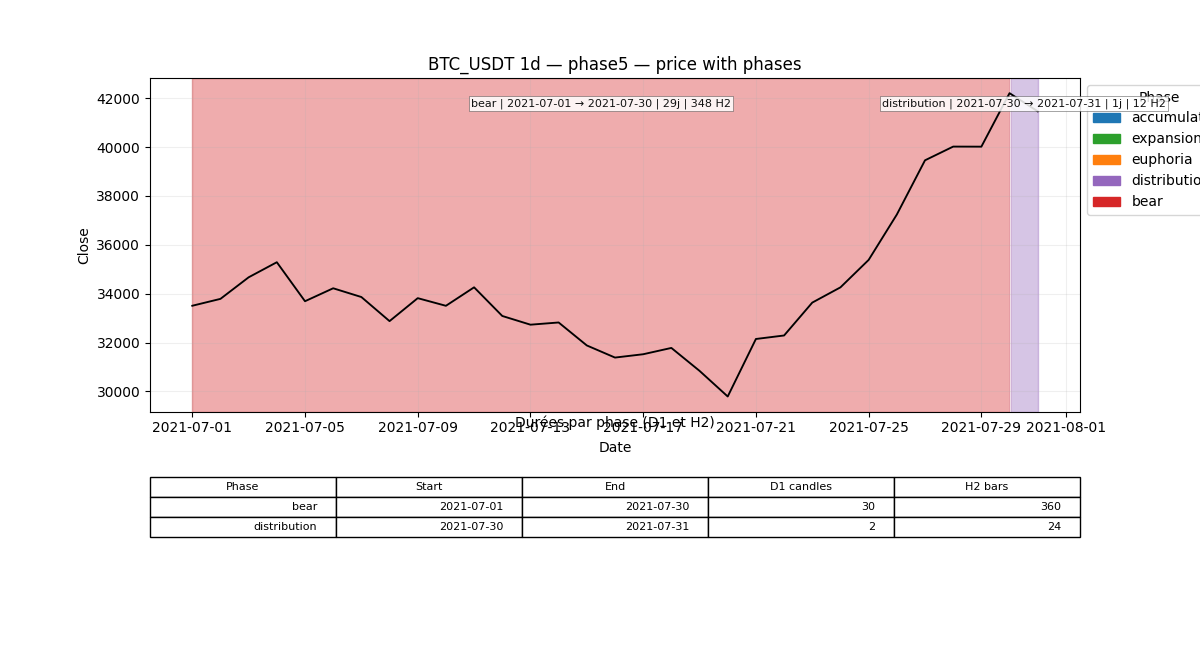 BTC_USDT 1d — phase5 — price with phases
42000
40000
38000
36000
34000
32000
30000
Close
bear | 2021-07-01 → 2021-07-30 | 29j | 348 H2
distribution | 2021-07-30 → 2021-07-31 | 1j | 12 H2
Phase
accumulat
expansion
euphoria
distributio
bear
2021-07-01 2021-07-05 2021-07-09 2021-07-13 2021-07-17 2021-07-21 2021-07-25 2021-07-29 2021-08-01
Durées par phase (D1 et H2)
Date
Phase Start End D1 candles H2 bars
bear 2021-07-01 2021-07-30 30 360
distribution 2021-07-30 2021-07-31 2 24